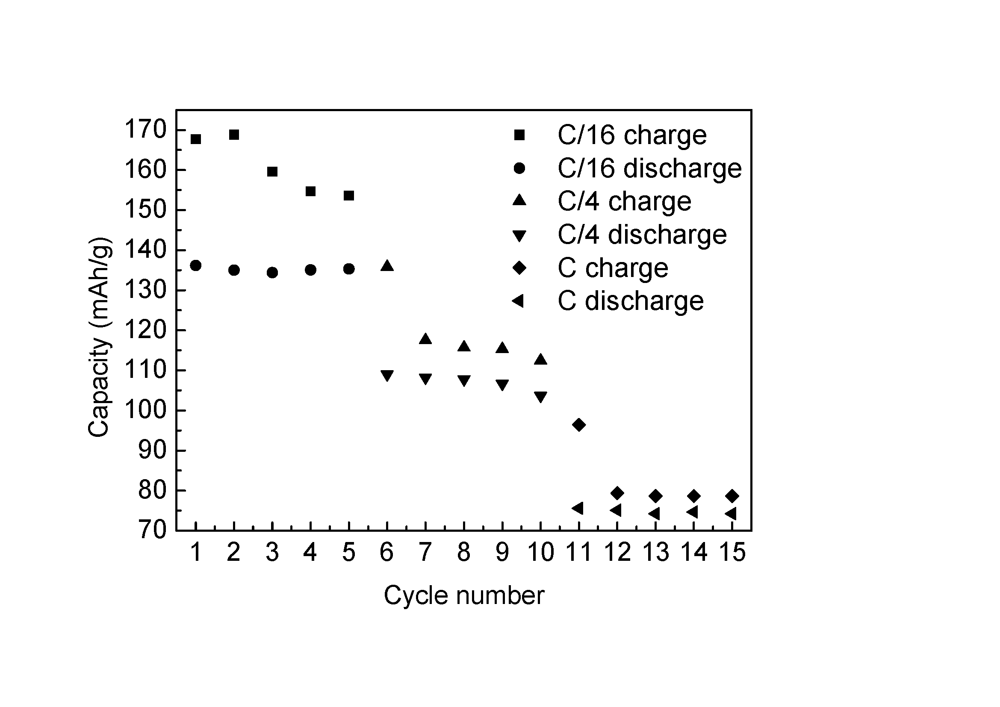 Capacity (mAh/g)
170
160
150
140
130
120
110
100
90
80
70
C/16 charge
C/16 discharge
C/4 charge
C/4 discharge
C charge
C discharge
1 2 3 4 5 6 7 8 9 10 11 12 13 14 15
Cycle number